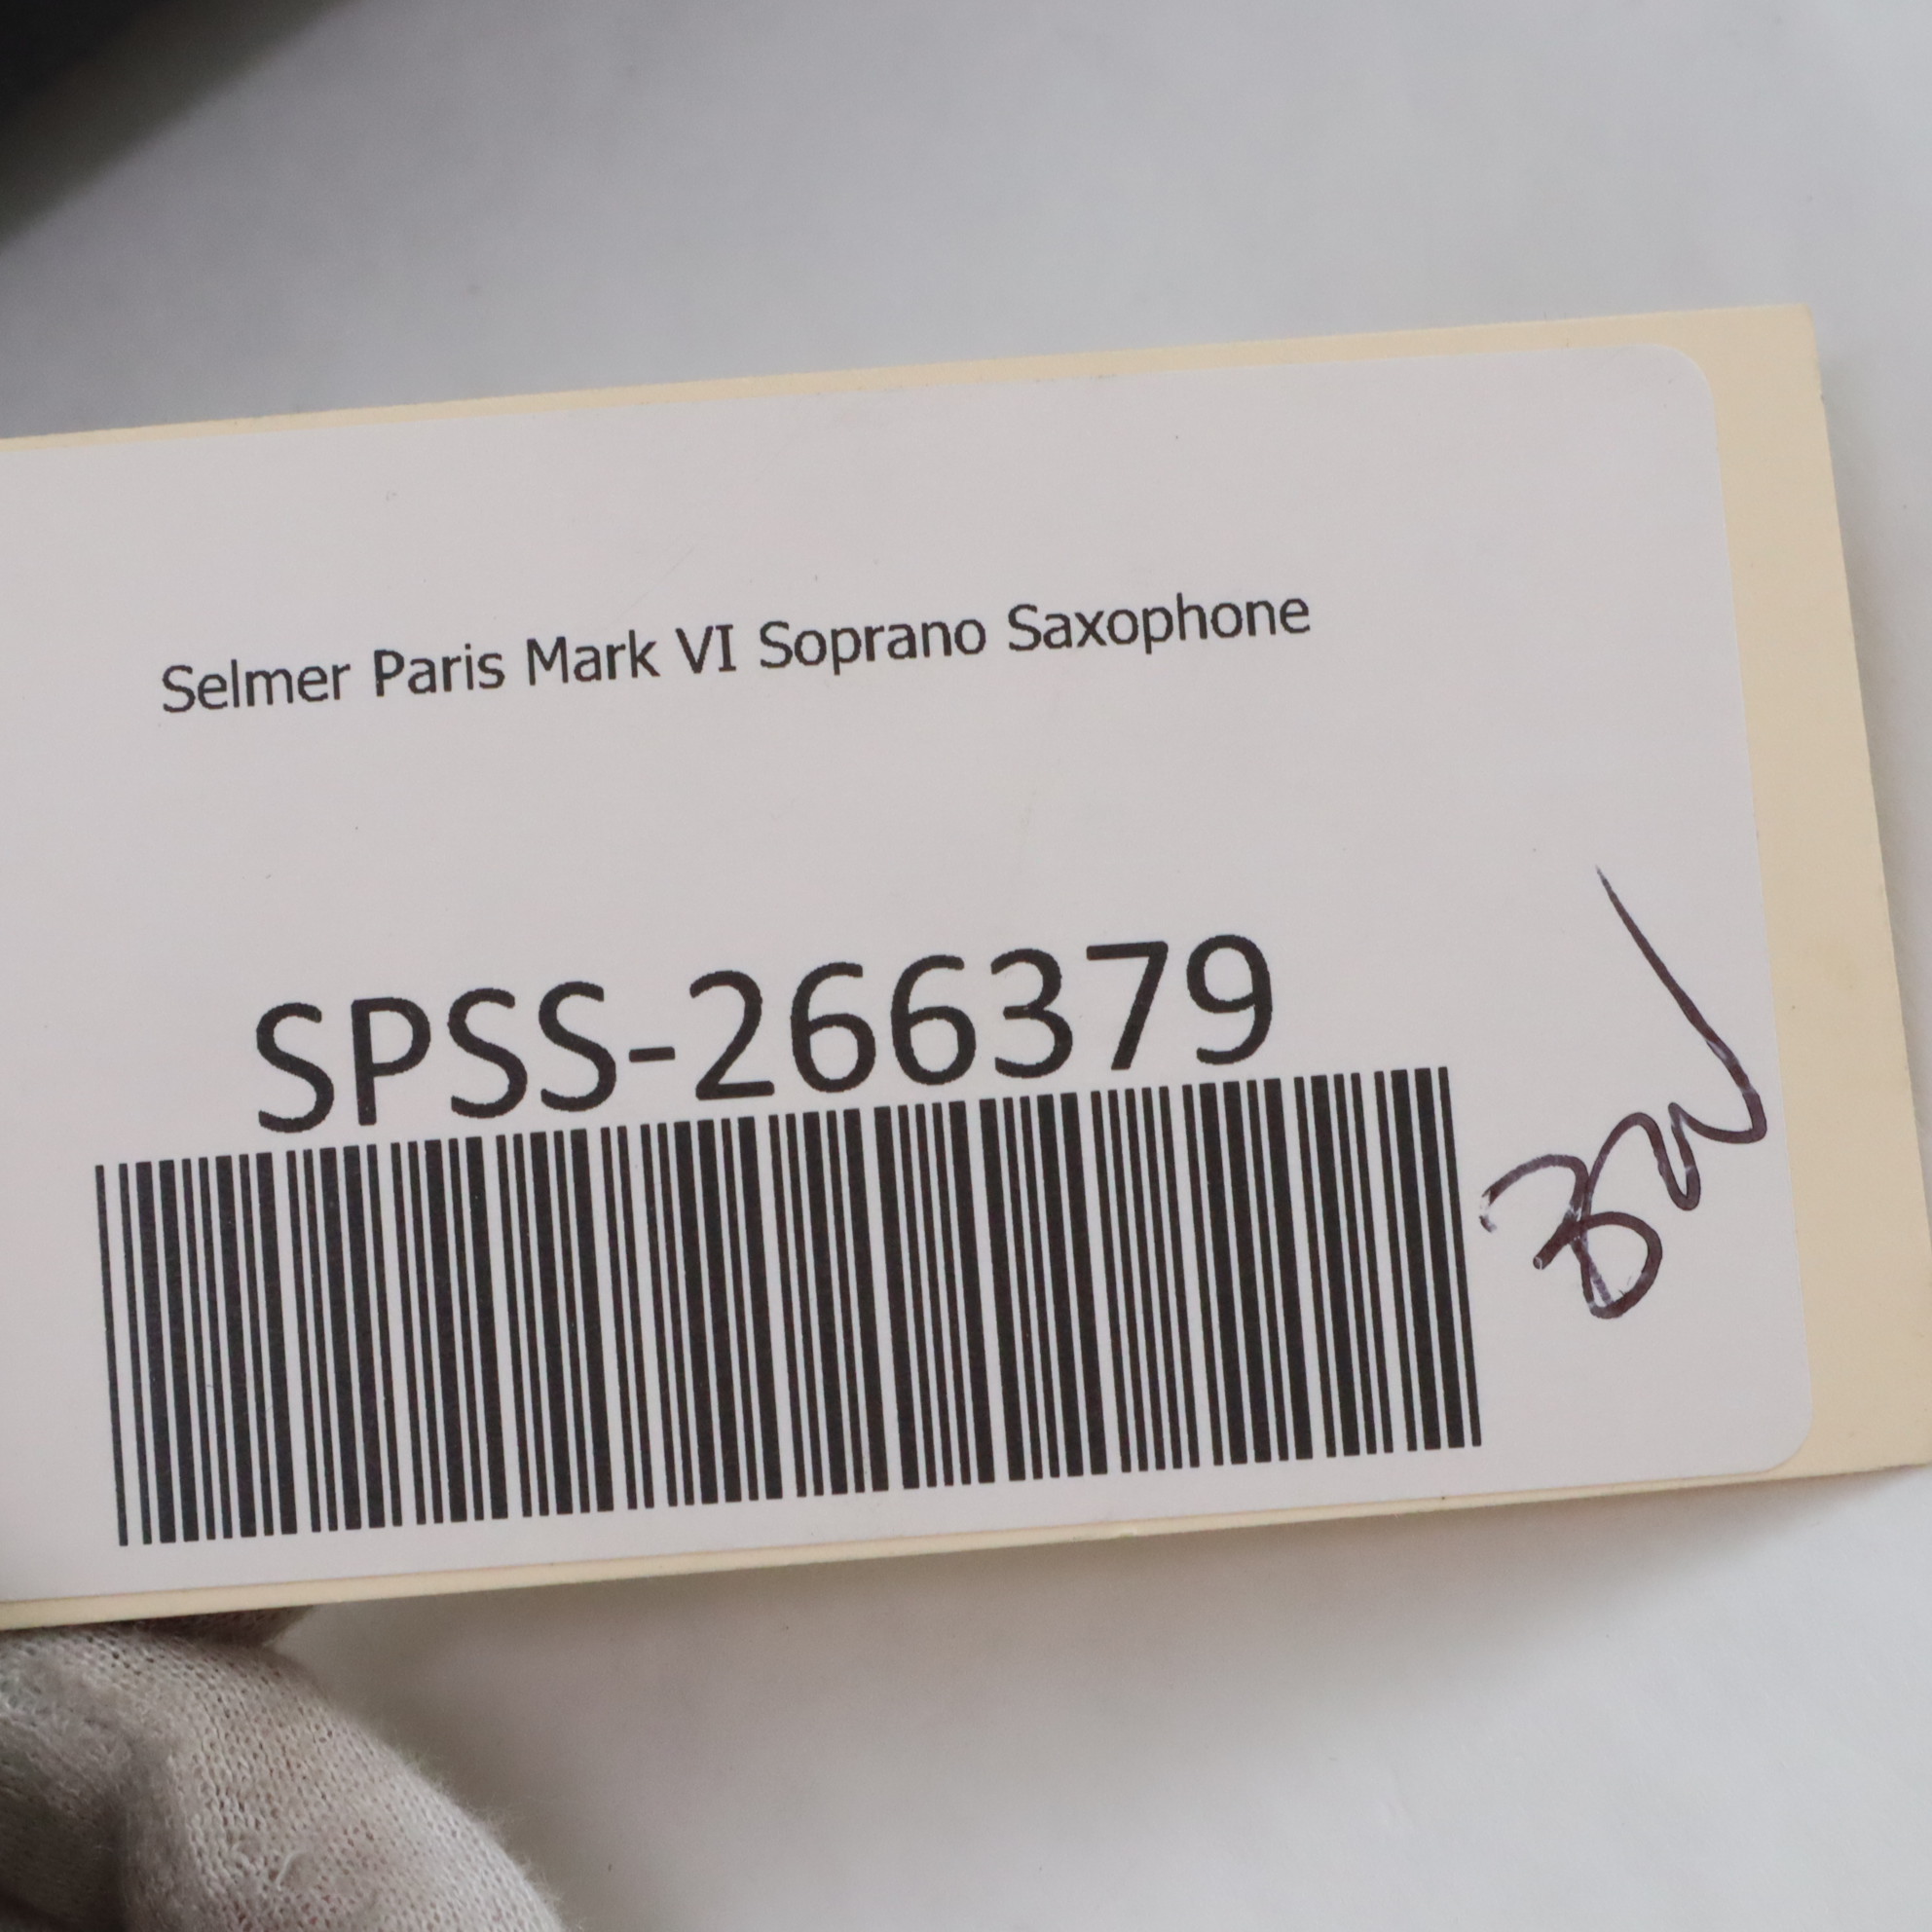 Selmer Paris Mark VI Soprano Saxophone
SPSS-266379